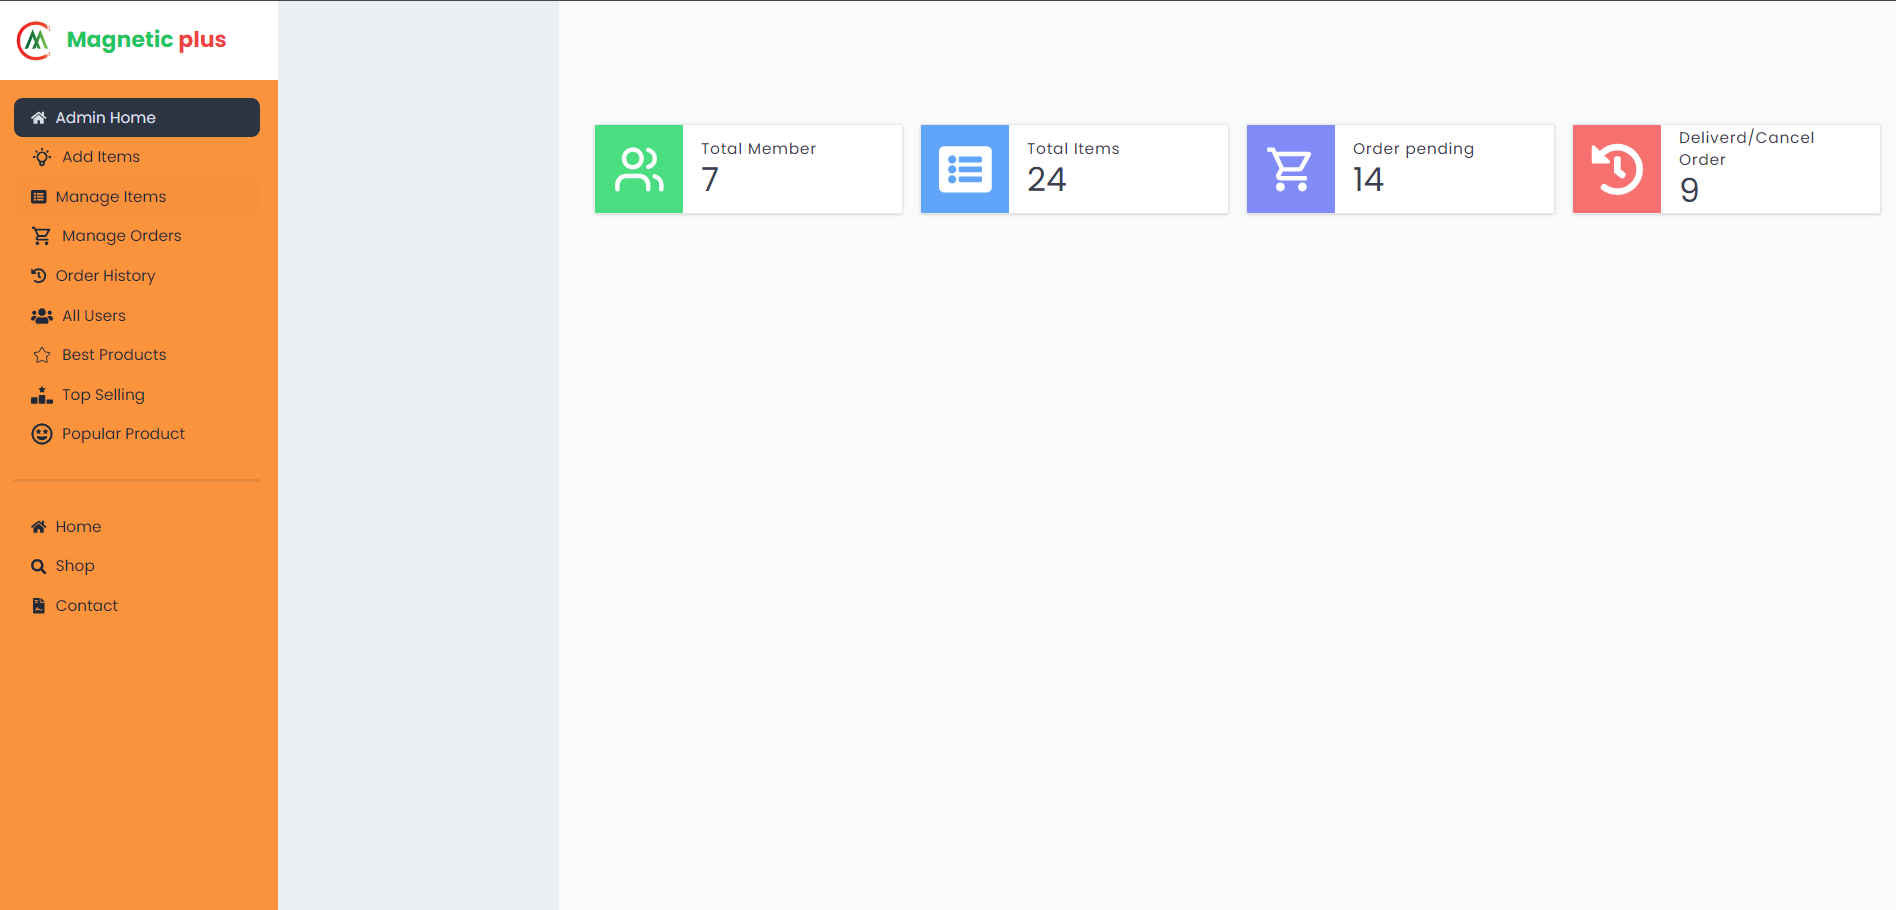 Magnetic plus
Admin Home
Add Items
Manage Items
Manage Orders
Order History
All Users
Best Products
Top Selling
Popular Product
Home
Shop
Contact
Total Member
7
Total Items
24
Order pending
14
Deliverd/Cancel
Order
9